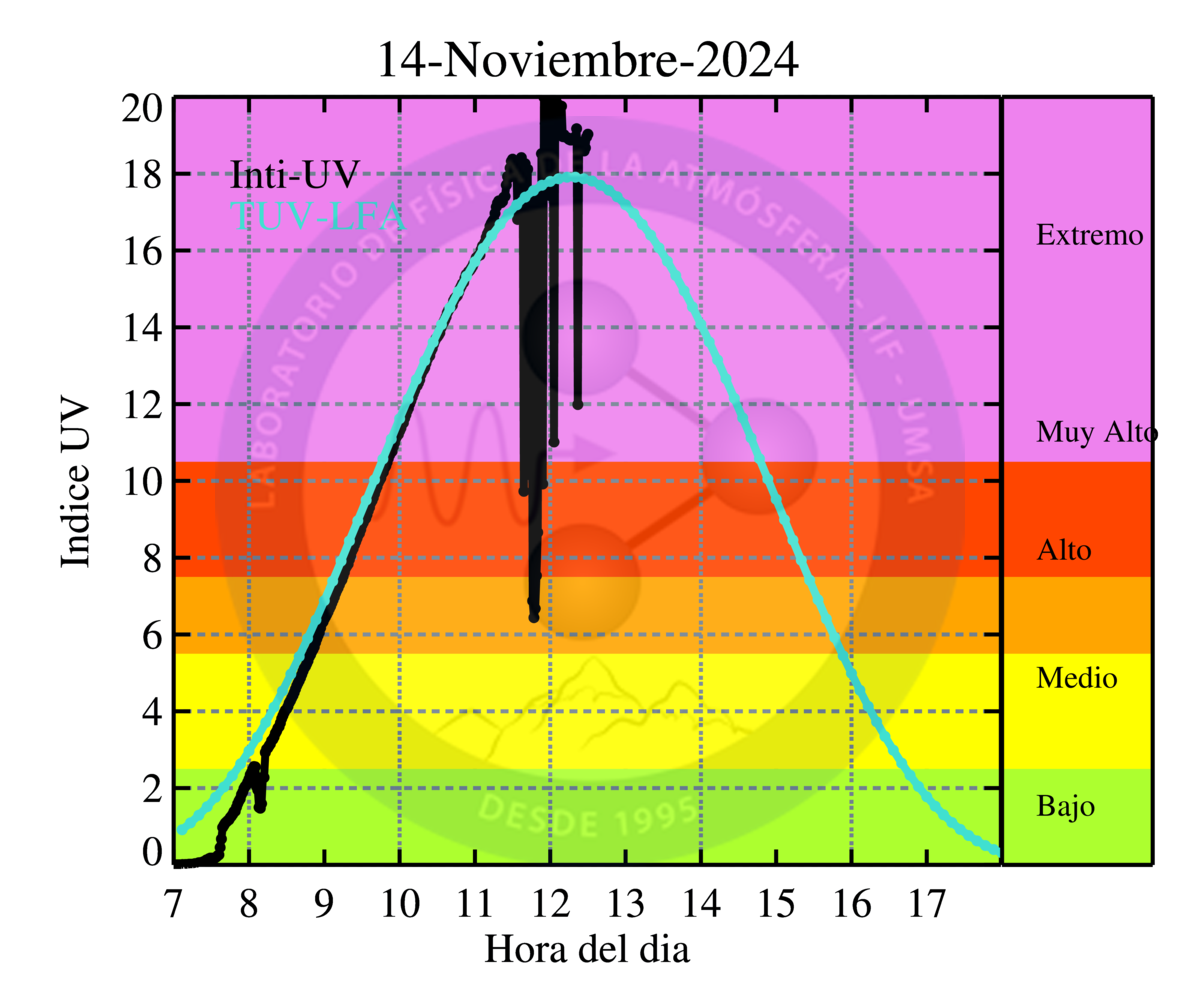 14-Noviembre-2024
20
18
16
14
12
10
8
6
4
2
0
Indice UV
Inti-UV
TUV-LFA
LABORATORIO DE FÍSICA DE LA ATMÓSFERA - IIF - UMSA
DESDE 1995
Extremo
Muy Alto
Alto
Medio
Bajo
7 8 9 10 11 12 13 14 15 16 17
Hora del dia